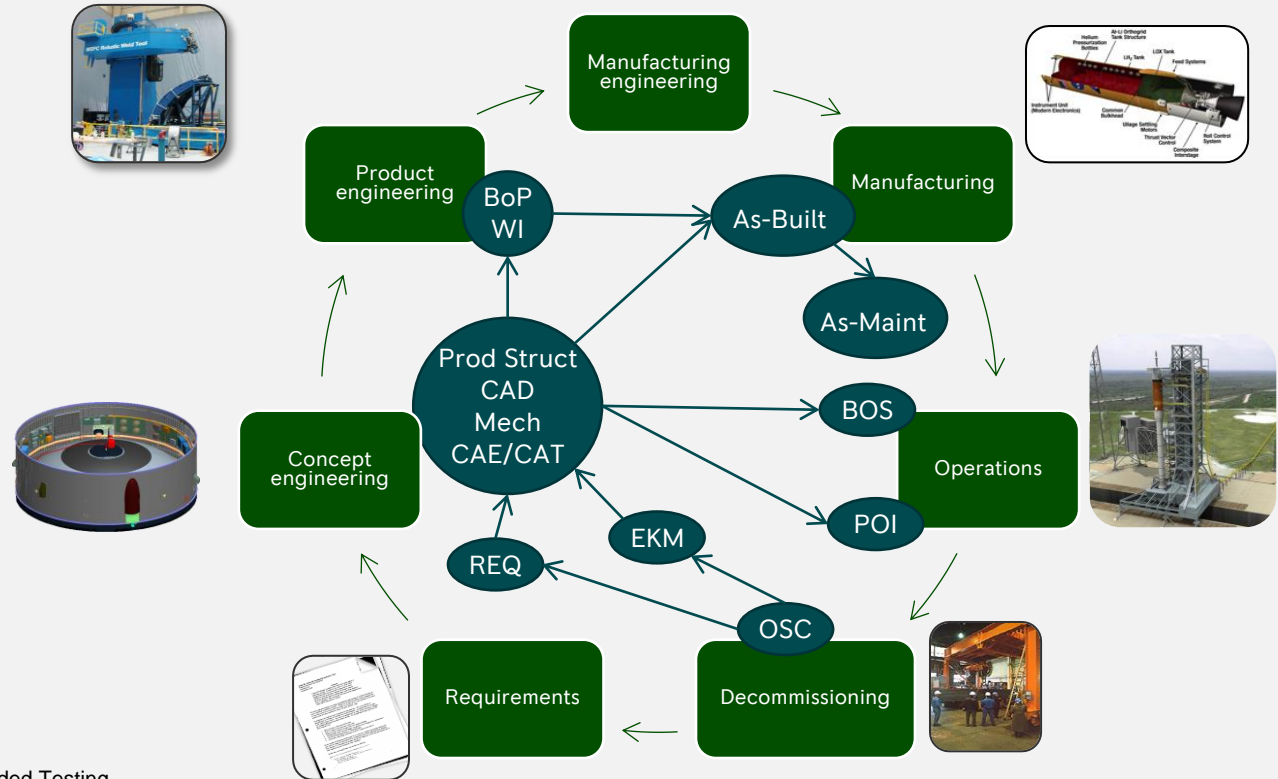 MSFC Robotic Weld Tool
Manufacturing
engineering
Helium
Pressurization
Bottles
Al-Li Orthogrid
Tank Structure
LH2 Tank
LOX Tank
Feed Systems
Instrument Unit
(Modern Electronics)
Common
Bulkhead
Ullage Settling
Motors
Thrust Vector
Control
Composite
Interstage
Roll Control
System
Product
engineering
BoP
WI
As-Built
Manufacturing
As-Maint
Prod Struct
CAD
Mech
CAE/CAT
BOS
Concept
engineering
Operations
POI
EKM
REQ
OSC
Requirements
Decommissioning
ded Testing